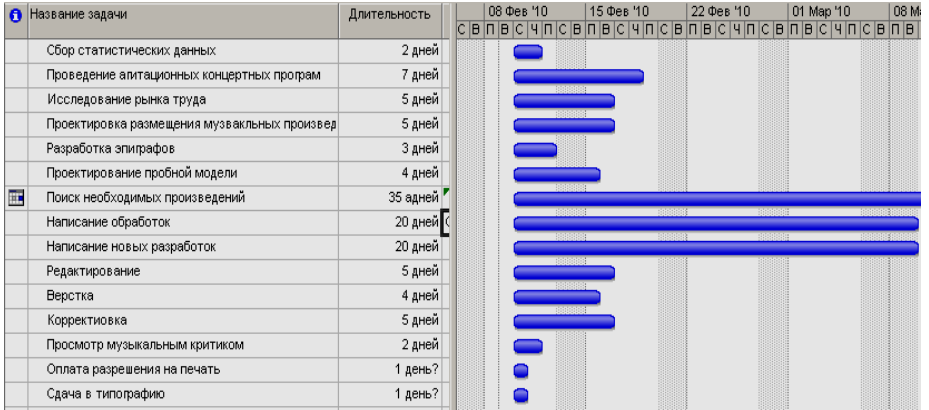 Название задачи Длительность 08 Фев '10 15 Фев '10 22 Фев '10 01 Мар '10 08 М
С В П В С Ч П С В П В С Ч П С В П В С Ч П С В П В С Ч П С В П В
Сбор статистических данных 2 дней
Проведение агитационных концертных програм 7 дней
Исследование рынка труда 5 дней
Проектировка размещения музвакльных произвед 5 дней
Разработка эпиграфов 3 дней
Проектирование пробной модели 4 дней
Поиск необходимых произведений 35 адней
Написание обработок 20 дней
Написание новых разработок 20 дней
Редактирование 5 дней
Верстка 4 дней
Корректиовка 5 дней
Просмотр музыкальным критиком 2 дней
Оплата разрешения на печать 1 день?
Сдача в типографию 1 день?